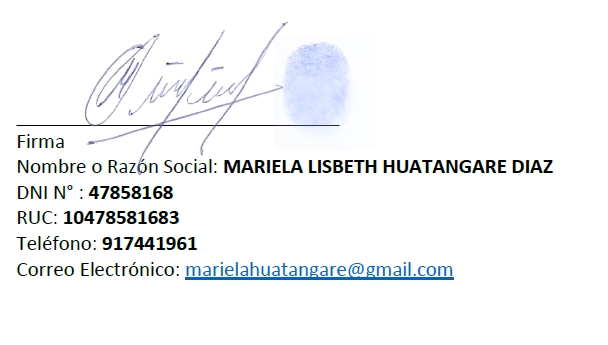 Firma
Nombre o Razón Social: MARIELA LISBETH HUATANGARE DIAZ
DNI N° : 47858168
RUC: 10478581683
Teléfono: 917441961
Correo Electrónico: marielahuatangare@gmail.com